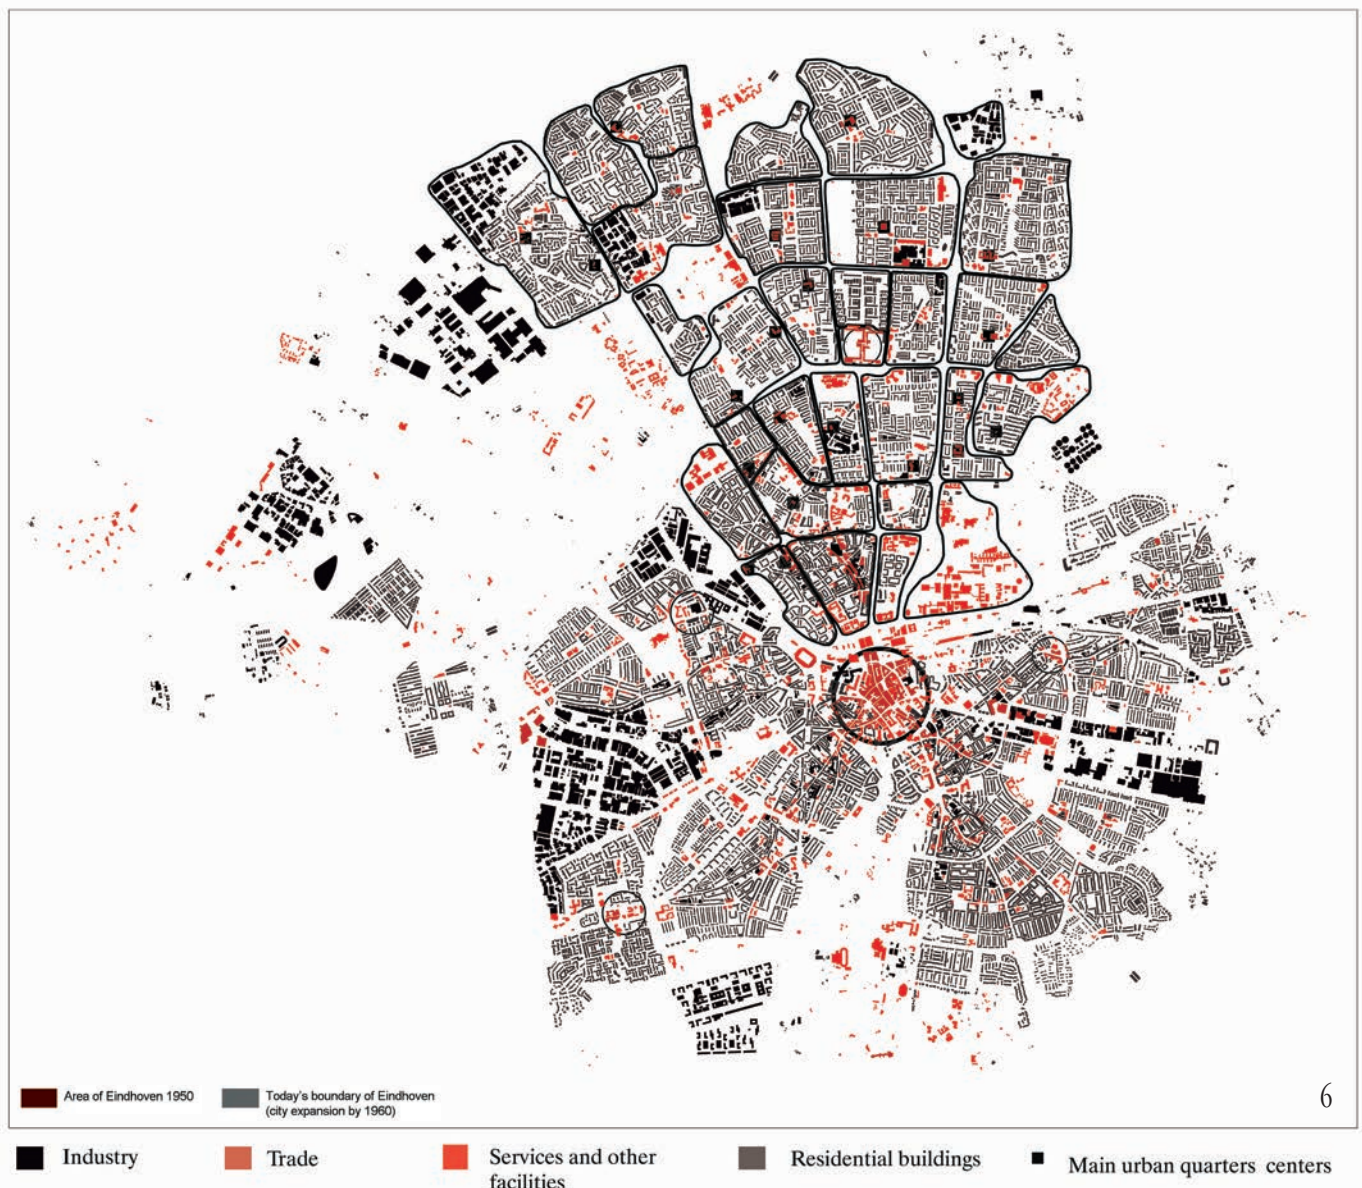 Area of Eindhoven 1950
Today's boundary of Eindhoven
(city expansion by 1960)
6
Industry
Trade
Services and other
facilities
Residential buildings
Main urban quarters centers